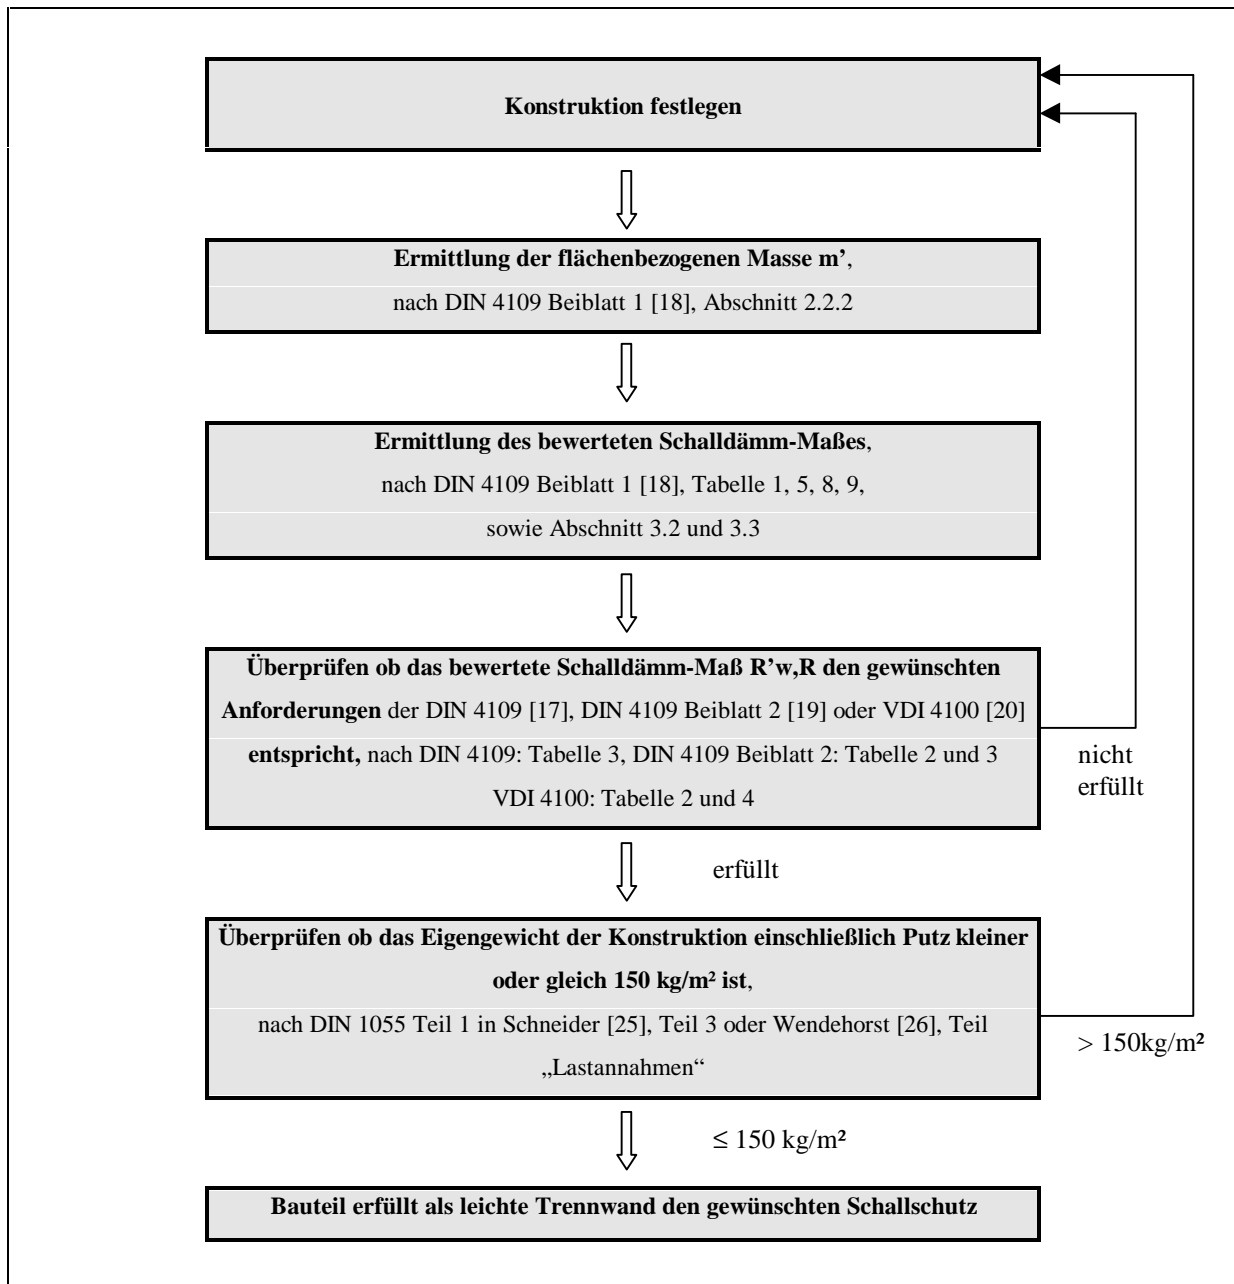 Konstruktion festlegen
Ermittlung der flächenbezogenen Masse m’,
nach DIN 4109 Beiblatt 1 [18], Abschnitt 2.2.2
Ermittlung des bewerteten Schalldämm-Maßes,
nach DIN 4109 Beiblatt 1 [18], Tabelle 1, 5, 8, 9,
sowie Abschnitt 3.2 und 3.3
Überprüfen ob das bewertete Schalldämm-Maß R’w,R den gewünschten
Anforderungen der DIN 4109 [17], DIN 4109 Beiblatt 2 [19] oder VDI 4100 [20]
entspricht, nach DIN 4109: Tabelle 3, DIN 4109 Beiblatt 2: Tabelle 2 und 3
VDI 4100: Tabelle 2 und 4
nicht
erfüllt
erfüllt
Überprüfen ob das Eigengewicht der Konstruktion einschließlich Putz kleiner
oder gleich 150 kg/m² ist,
nach DIN 1055 Teil 1 in Schneider [25], Teil 3 oder Wendehorst [26], Teil
„Lastannahmen“
> 150kg/m²
≤ 150 kg/m²
Bauteil erfüllt als leichte Trennwand den gewünschten Schallschutz